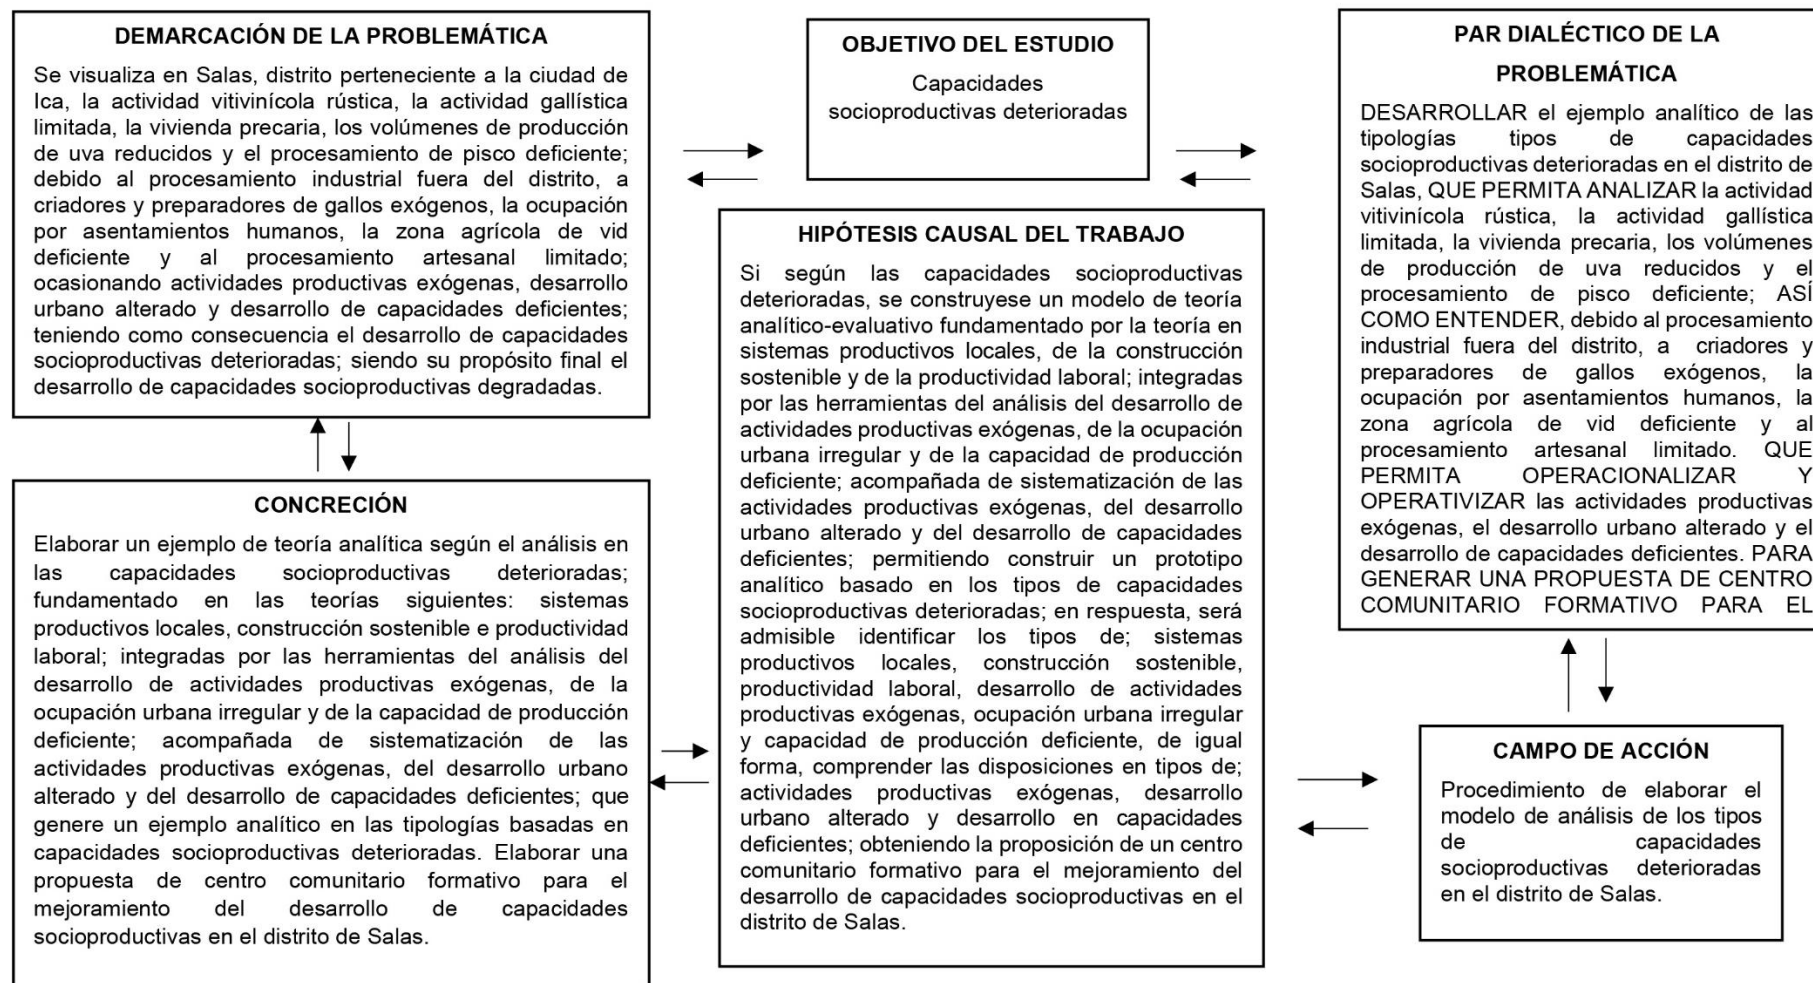 DEMARCACIÓN DE LA PROBLEMÁTICA
Se visualiza en Salas, distrito perteneciente a la ciudad de
Ica, la actividad vitivinícola rústica, la actividad gallística
limitada, la vivienda precaria, los volúmenes de producción
de uva reducidos y el procesamiento de pisco deficiente;
debido al procesamiento industrial fuera del distrito, a
criadores y preparadores de gallos exógenos, la ocupación
por asentamientos humanos, la zona agrícola de vid
deficiente y al procesamiento artesanal limitado;
ocasionando actividades productivas exógenas, desarrollo
urbano alterado y desarrollo de capacidades deficientes;
teniendo como consecuencia el desarrollo de capacidades
socioproductivas deterioradas; siendo su propósito final el
desarrollo de capacidades socioproductivas degradadas.
OBJETIVO DEL ESTUDIO
Capacidades
socioproductivas deterioradas
PAR DIALÉCTICO DE LA
PROBLEMÁTICA
DESARROLLAR el ejemplo analítico de las
tipologías tipos de capacidades
socioproductivas deterioradas en el distrito de
Salas, QUE PERMITA ANALIZAR la actividad
vitivinícola rústica, la actividad gallística
limitada, la vivienda precaria, los volúmenes
de producción de uva reducidos y el
procesamiento de pisco deficiente; ASÍ
COMO ENTENDER, debido al procesamiento
industrial fuera del distrito, a criadores y
preparadores de gallos exógenos, la
ocupación por asentamientos humanos, la
zona agrícola de vid deficiente y al
procesamiento artesanal limitado. QUE
PERMITA OPERACIONALIZAR Y
OPERATIVIZAR las actividades productivas
exógenas, el desarrollo urbano alterado y el
desarrollo de capacidades deficientes. PARA
GENERAR UNA PROPUESTA DE CENTRO
COMUNITARIO FORMATIVO PARA EL
HIPÓTESIS CAUSAL DEL TRABAJO
Si según las capacidades socioproductivas
deterioradas, se construyese un modelo de teoría
analítico-evaluativo fundamentado por la teoría en
sistemas productivos locales, de la construcción
sostenible y de la productividad laboral; integradas
por las herramientas del análisis del desarrollo de
actividades productivas exógenas, de la ocupación
urbana irregular y de la capacidad de producción
deficiente; acompañada de sistematización de las
actividades productivas exógenas, del desarrollo
urbano alterado y del desarrollo de capacidades
deficientes; permitiendo construir un prototipo
analítico basado en los tipos de capacidades
socioproductivas deterioradas; en respuesta, será
admisible identificar los tipos de; sistemas
productivos locales, construcción sostenible,
productividad laboral, desarrollo de actividades
productivas exógenas, ocupación urbana irregular
y capacidad de producción deficiente, de igual
forma, comprender las disposiciones en tipos de;
actividades productivas exógenas, desarrollo
urbano alterado y desarrollo en capacidades
deficientes; obteniendo la proposición de un centro
comunitario formativo para el mejoramiento del
desarrollo de capacidades socioproductivas en el
distrito de Salas.
CONCRECIÓN
Elaborar un ejemplo de teoría analítica según el análisis en
las capacidades socioproductivas deterioradas;
fundamentado en las teorías siguientes: sistemas
productivos locales, construcción sostenible e productividad
laboral; integradas por las herramientas del análisis del
desarrollo de actividades productivas exógenas, de la
ocupación urbana irregular y de la capacidad de producción
deficiente; acompañada de sistematización de las
actividades productivas exógenas, del desarrollo urbano
alterado y del desarrollo de capacidades deficientes; que
genere un ejemplo analítico en las tipologías basadas en
capacidades socioproductivas deterioradas. Elaborar una
propuesta de centro comunitario formativo para el
mejoramiento del desarrollo de capacidades
socioproductivas en el distrito de Salas.
CAMPO DE ACCIÓN
Procedimiento de elaborar el
modelo de análisis de los tipos
de capacidades
socioproductivas deterioradas
en el distrito de Salas.